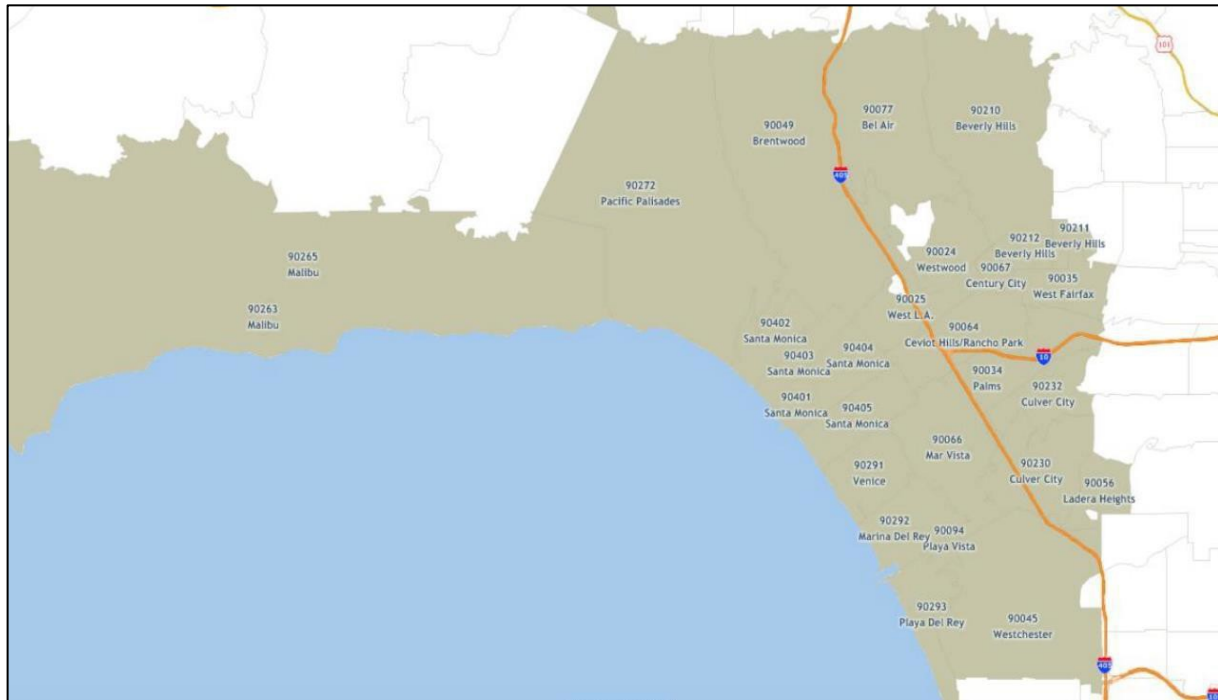 101
90077
Bel Air
90210
Beverly Hills
90049
Brentwood
405
90272
Pacific Palisades
90211
Beverly Hills
90212
Beverly Hills
90024
Westwood
90067
Century City
90035
West Fairfax
90265
Malibu
90263
Malibu
90025
West L.A.
90402
Santa Monica
90064
Ceviot Hills/Rancho Park
90403
Santa Monica
90404
Santa Monica
10
90034
Palms
90232
Culver City
90401
Santa Monica
90405
Santa Monica
90066
Mar Vista
90291
Venice
90230
Culver City
90056
Ladera Heights
90292
Marina Del Rey
90094
Playa Vista
90293
Playa Del Rey
90045
Westchester
405